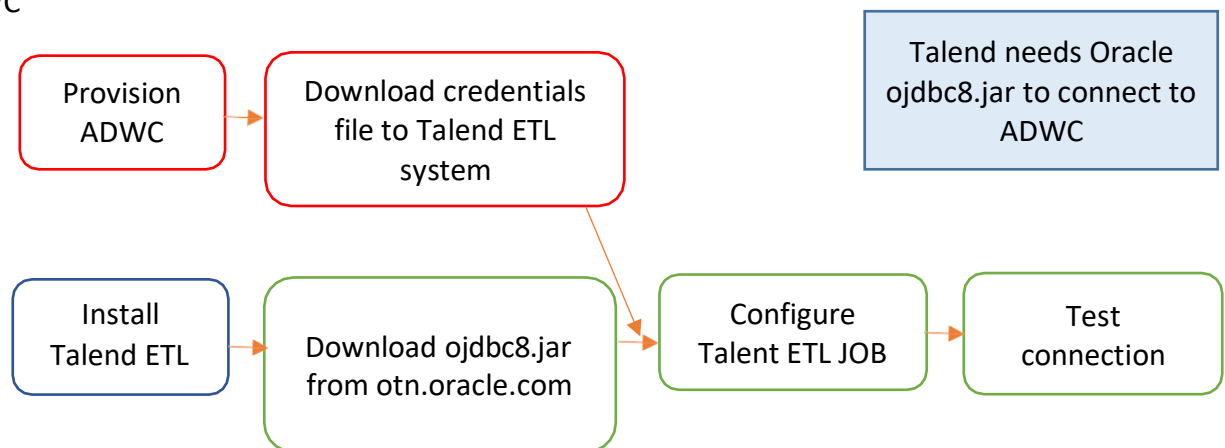 Provision
ADWC
Download credentials
file to Talend ETL
system
Talend needs Oracle
ojdbc8.jar to connect to
ADWC
Install
Talend ETL
Download ojdbc8.jar
from otn.oracle.com
Configure
Talent ETL JOB
Test
connection